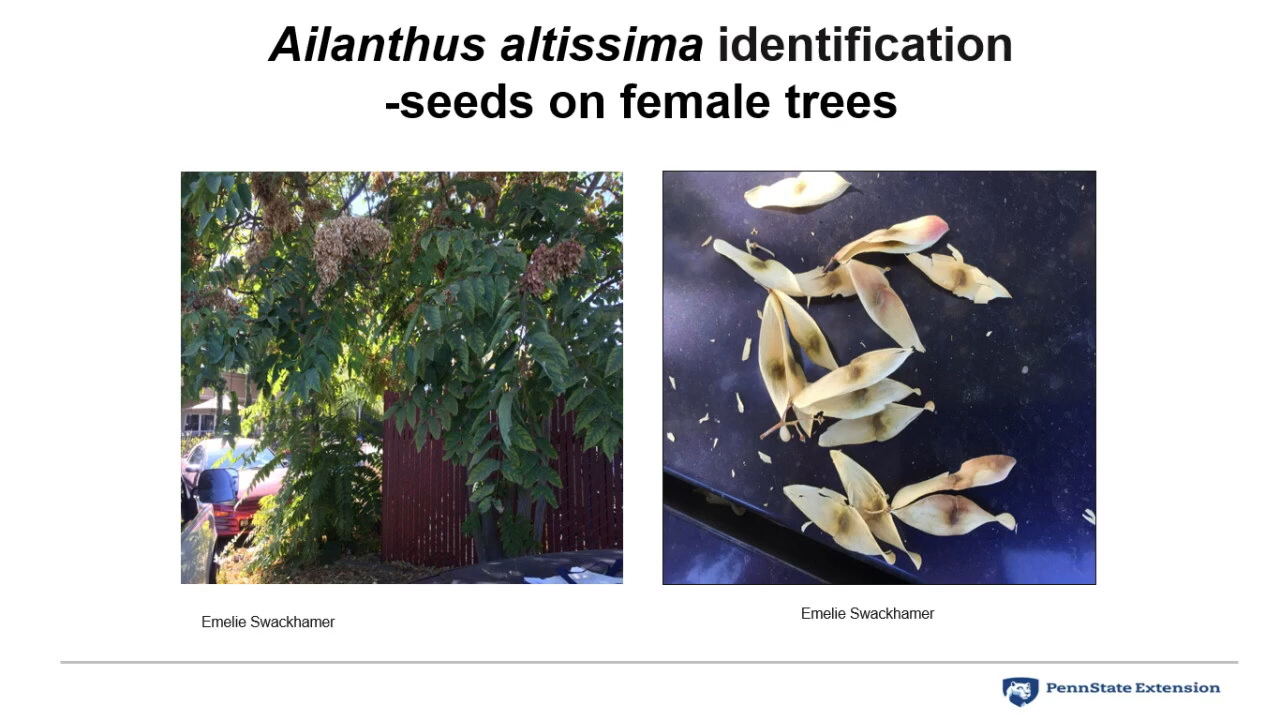 Ailanthus altissima identification
-seeds on female trees
Emelie Swackhamer
Emelie Swackhamer
PennState Extension